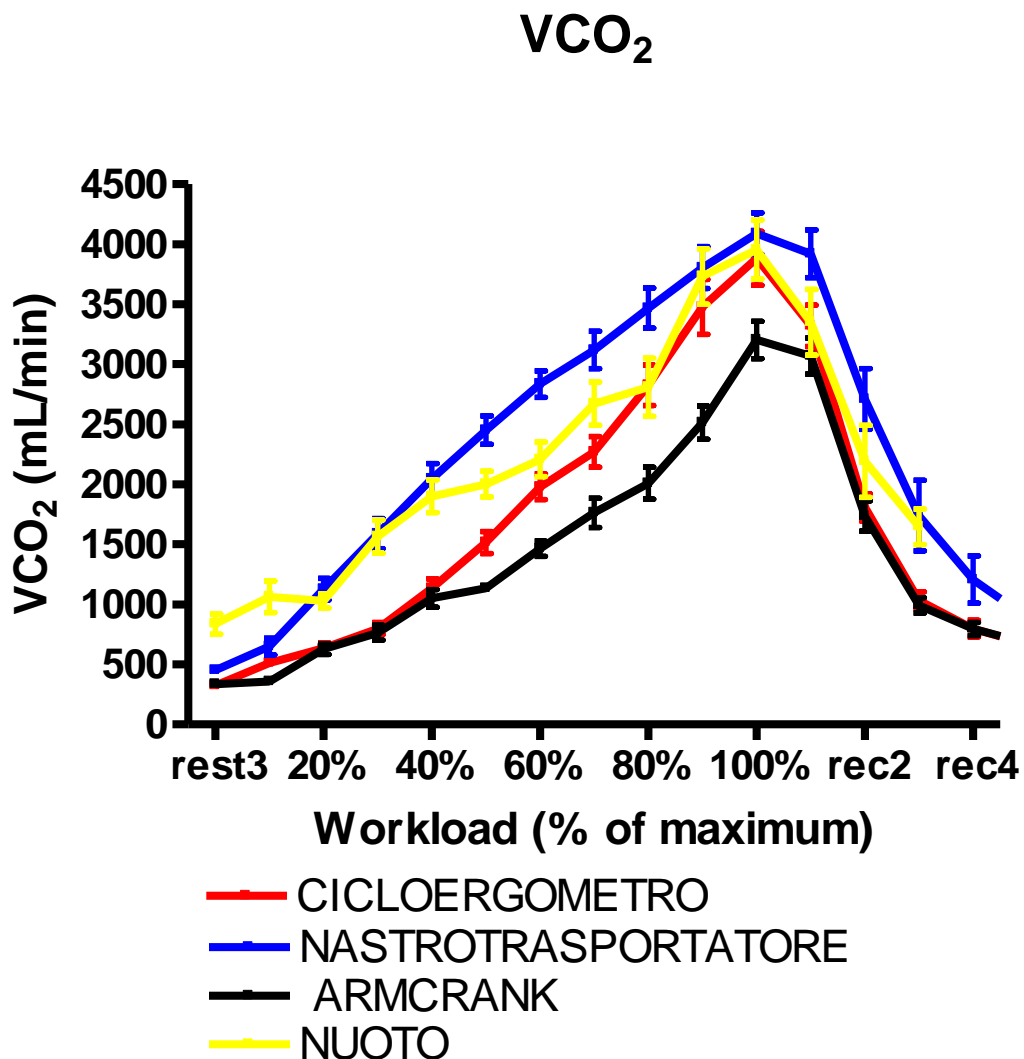 VCO₂
4500
4000
3500
3000
2500
2000
1500
1000
500
0
VCO₂ (mL/min)
rest3 20% 40% 60% 80% 100% rec2 rec4
Workload (% of maximum)
CICLOERGOMETRO
NASTROTRASPORTATORE
ARMCRANK
NUOTO